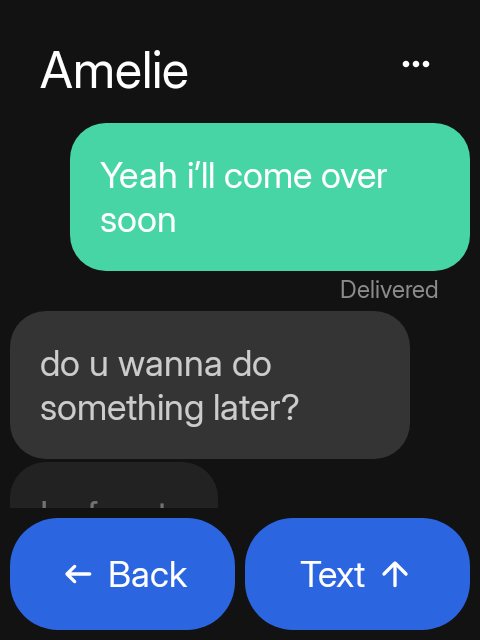 Amelie
Yeah i’ll come over
soon
Delivered
do u wanna do
something later?
Back
Text